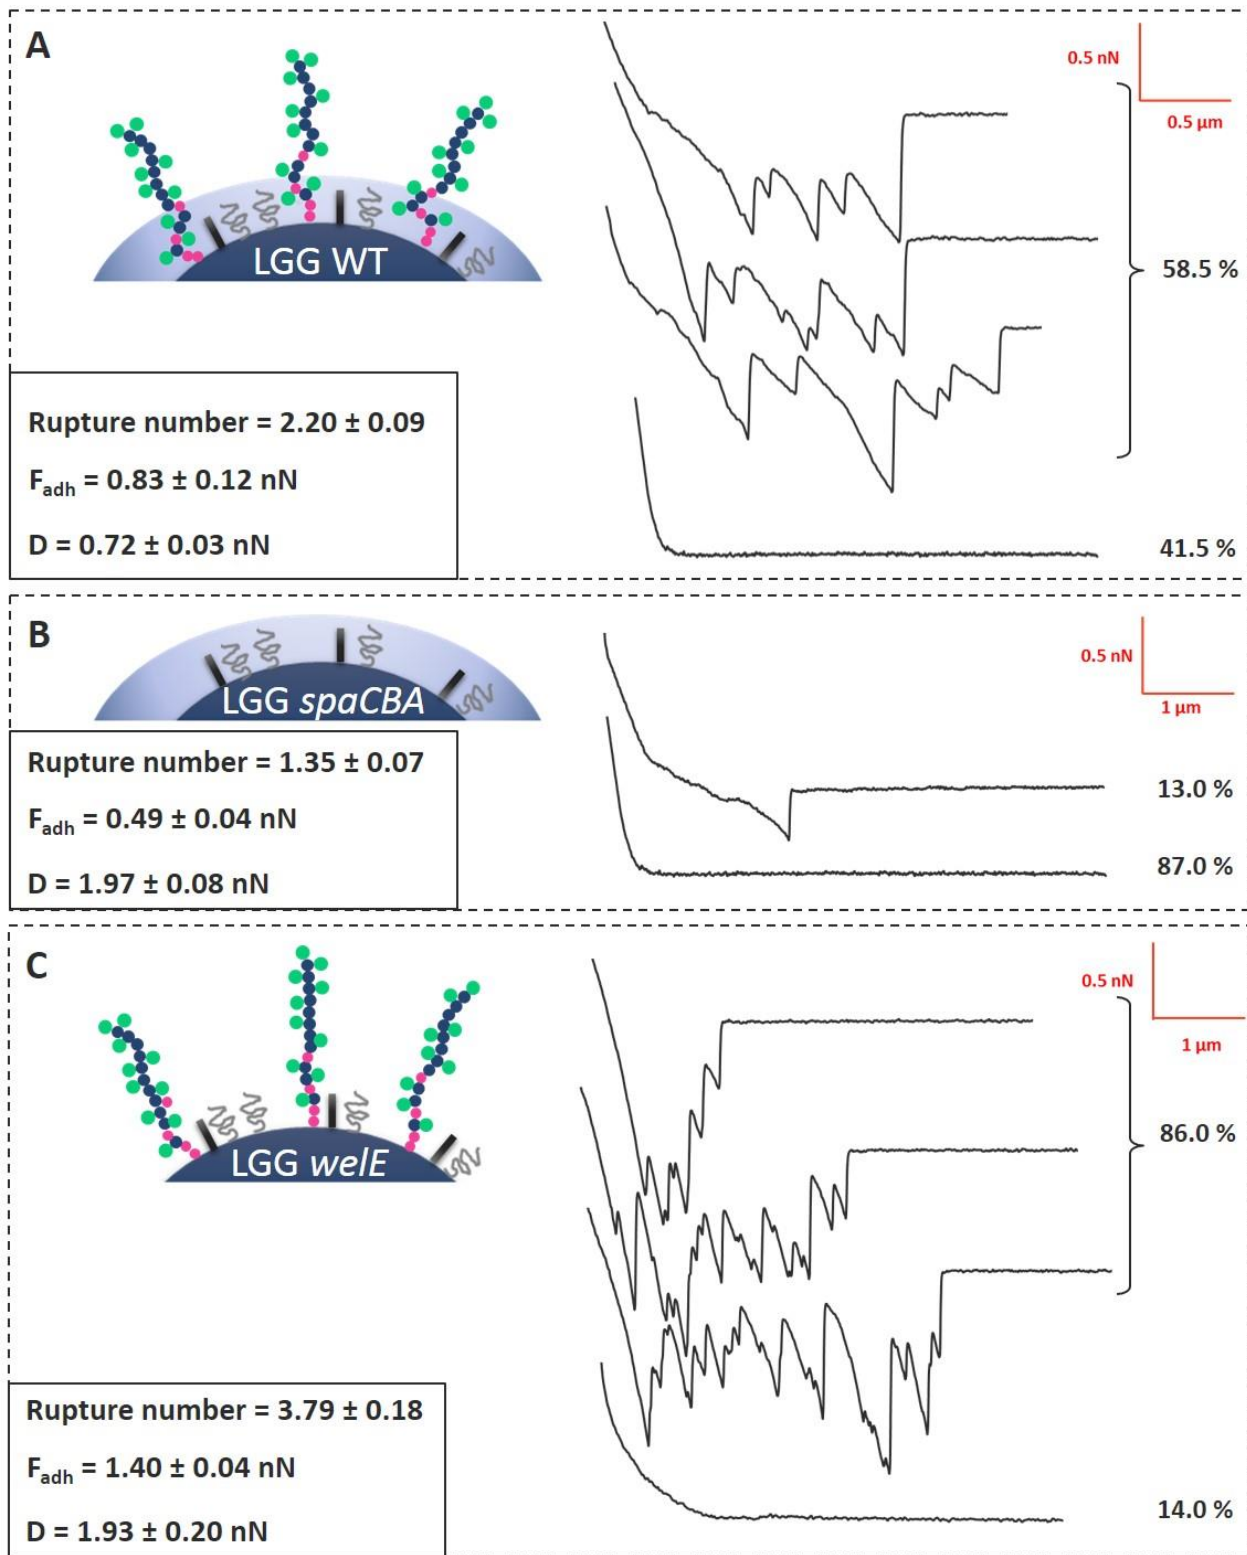 A
LGG WT
0.5 nN
0.5 µm
58.5 %
41.5 %
Rupture number = 2.20 ± 0.09
Fadh = 0.83 ± 0.12 nN
D = 0.72 ± 0.03 nN
B
LGG spaCBA
0.5 nN
1 µm
13.0 %
87.0 %
Rupture number = 1.35 ± 0.07
Fadh = 0.49 ± 0.04 nN
D = 1.97 ± 0.08 nN
C
LGG welE
0.5 nN
1 µm
86.0 %
14.0 %
Rupture number = 3.79 ± 0.18
Fadh = 1.40 ± 0.04 nN
D = 1.93 ± 0.20 nN